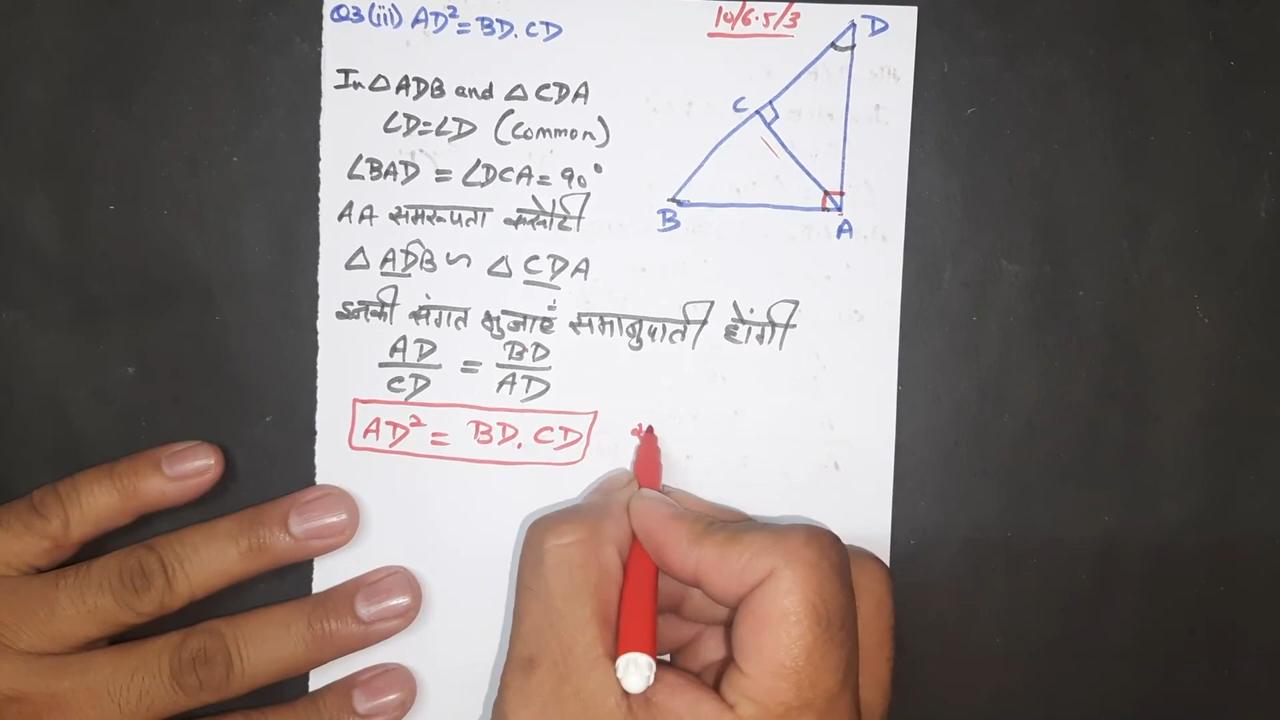 Q3(iii) AD² = BD.CD
10/6.5/3
In △ADB and △CDA
∠D=∠D (Common)
∠BAD = ∠DCA = 90°
AA समरूपता कसौटी
△ ADB ~ △ CDA
इनकी संगत भुजाएँ समानुपाती होंगी
AD/CD = BD/AD
AD² = BD.CD
D
C
B
A